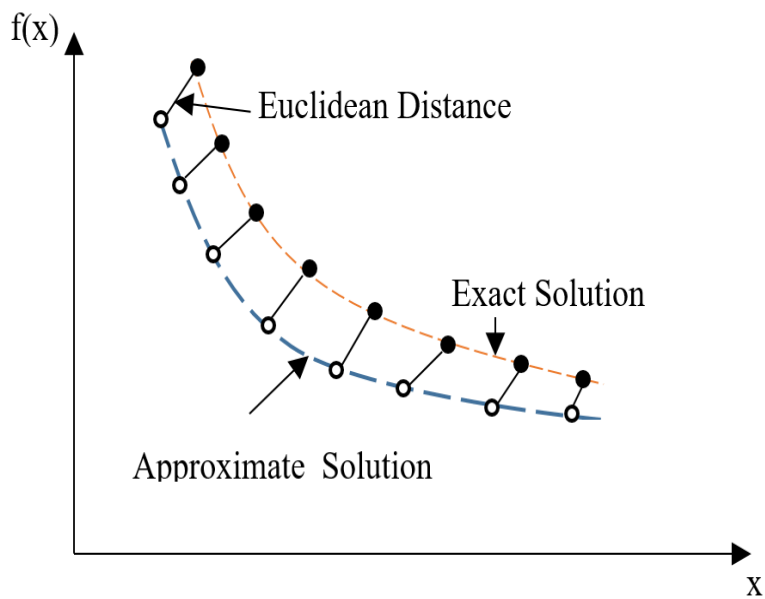 f(x)
Euclidean Distance
Exact Solution
Approximate Solution
x